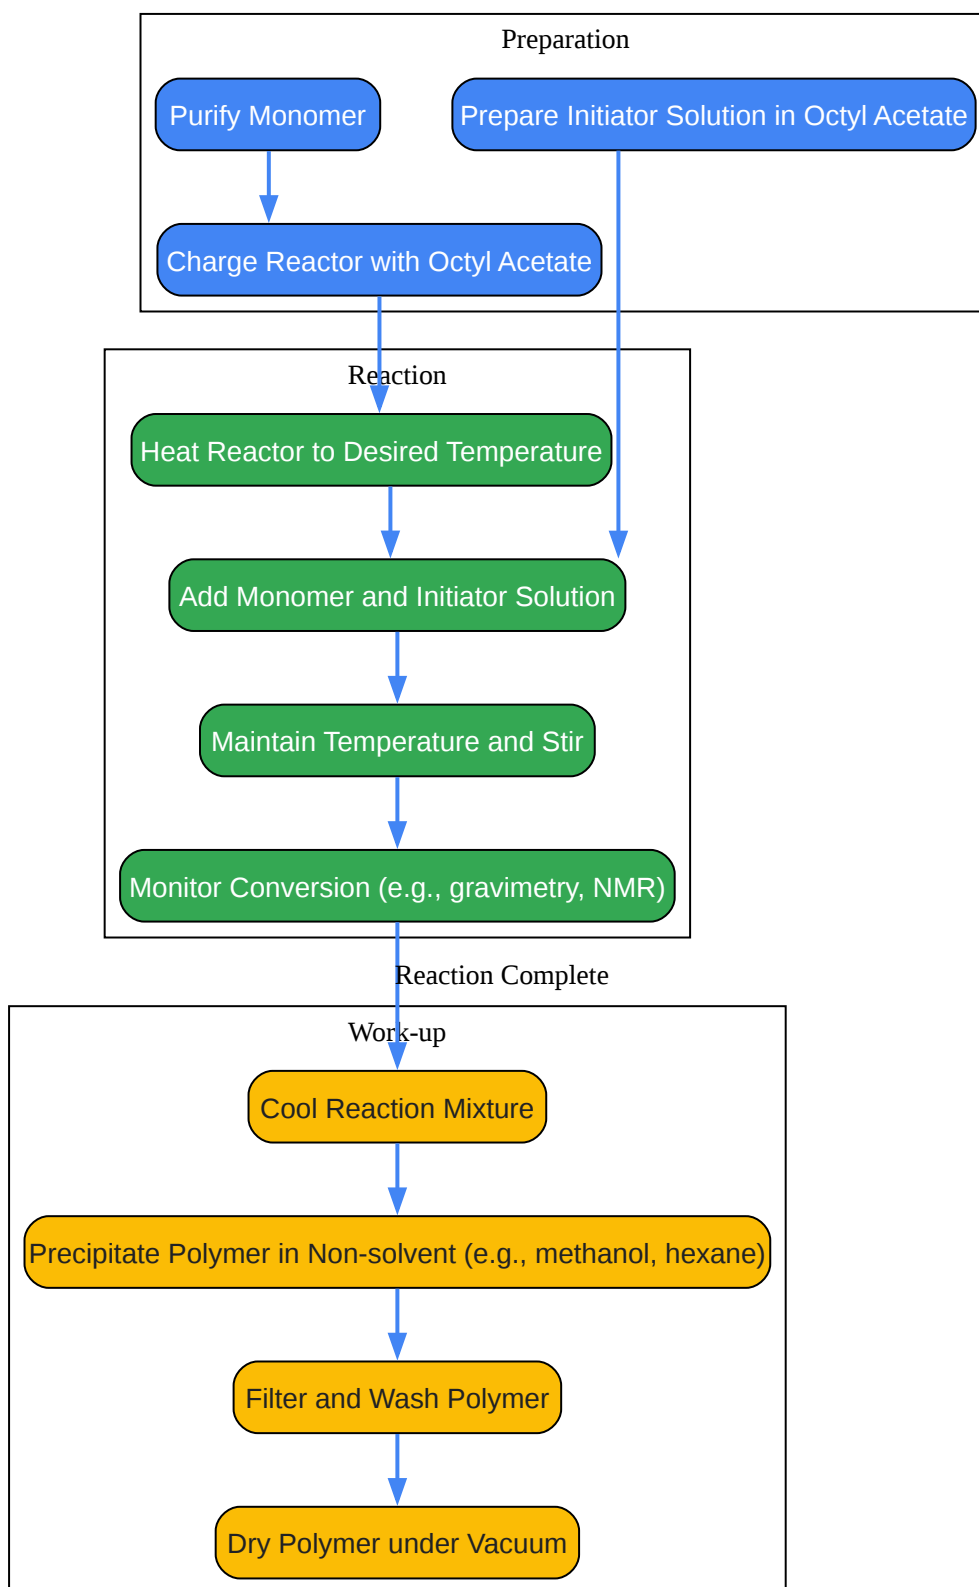 Preparation
Purify Monomer
Prepare Initiator Solution in Octyl Acetate
Charge Reactor with Octyl Acetate
Reaction
Heat Reactor to Desired Temperature
Add Monomer and Initiator Solution
Maintain Temperature and Stir
Monitor Conversion (e.g., gravimetry, NMR)
Reaction Complete
Work-up
Cool Reaction Mixture
Precipitate Polymer in Non-solvent (e.g., methanol, hexane)
Filter and Wash Polymer
Dry Polymer under Vacuum